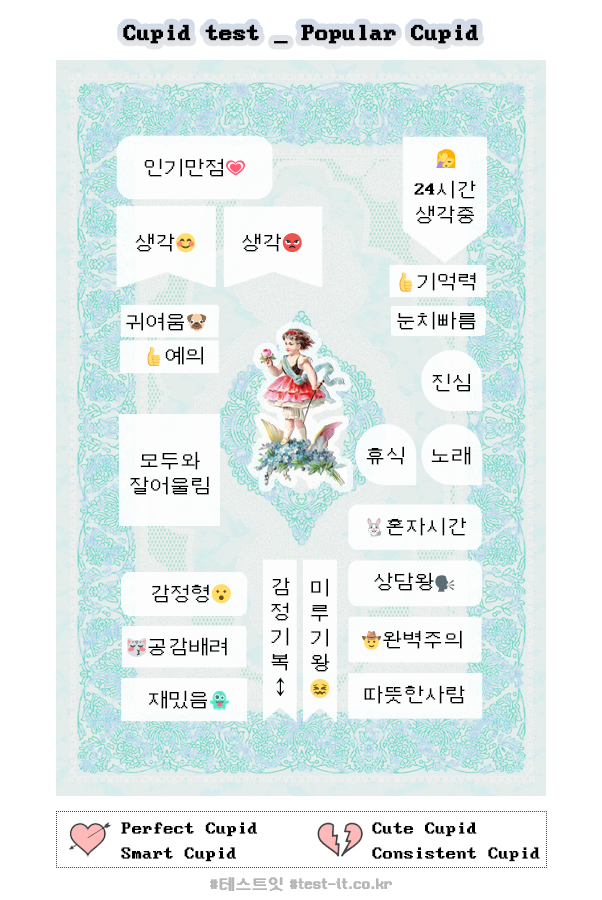 Cupid test _ Popular Cupid
인기만점💗
🤦 
24시간
생각중
생각😊
생각😡
👍기억력
눈치빠름
귀여움🐶
👍예의
진심
휴식
노래
모두와
잘어울림
🐰혼자시간
감정형😮
상담왕🗣
감정기복↕
미루기왕😖
😽공감배려
🤠완벽주의
재밌음👻
따뜻한사람
Perfect Cupid
Smart Cupid
Cute Cupid
Consistent Cupid
#테스트잇 #test-it.co.kr